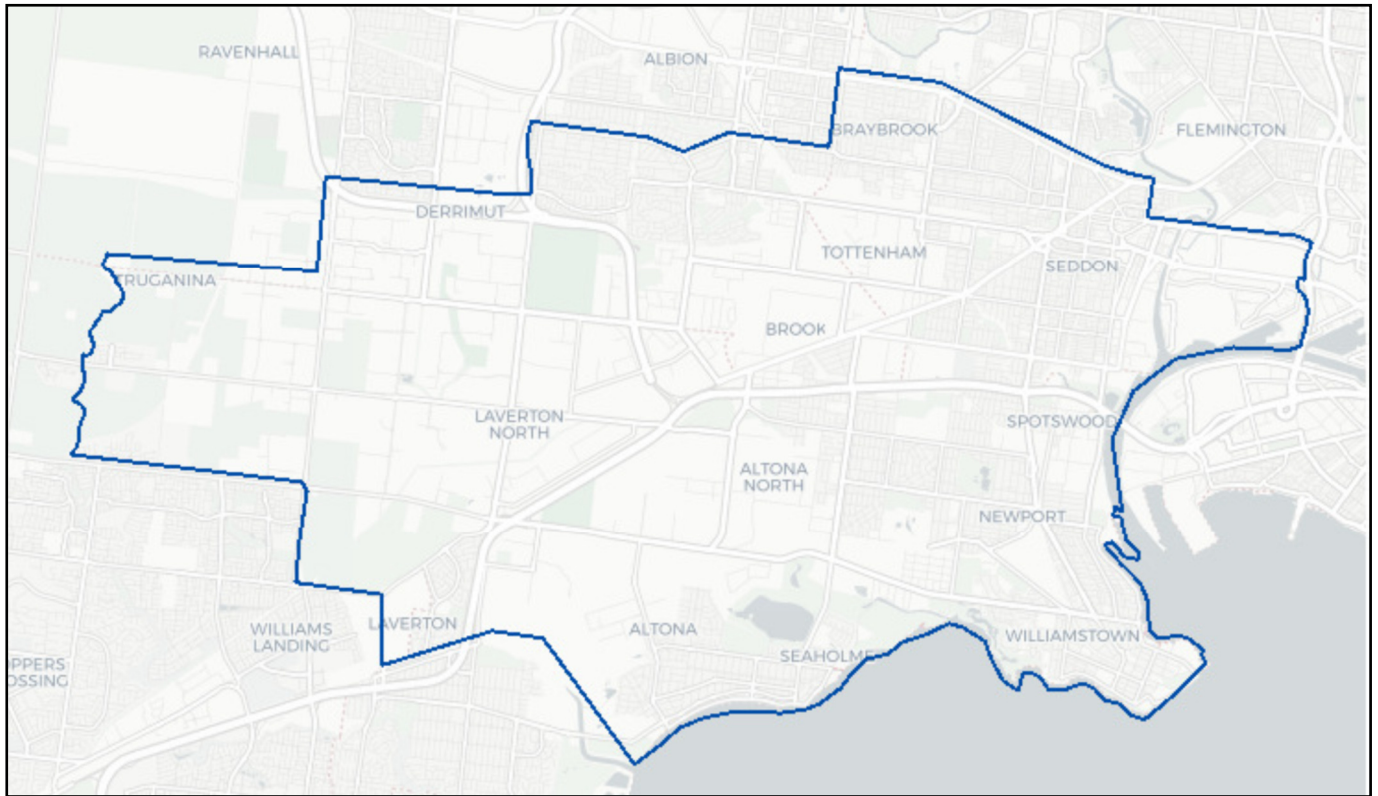 RAVENHALL
ALBION
BRAYBROOK
FLEMINGTON
DERRIMUT
TOTTENHAM
SEDDON
TRUGANINA
BROOK
LAVERTON
NORTH
SPOTSWOOD
ALTONA
NORTH
NEWPORT
LAVERTON
WILLIAMS
LANDING
ALTONA
WILLIAMSTOWN
SEAHOLME
OPPERS
OSSING